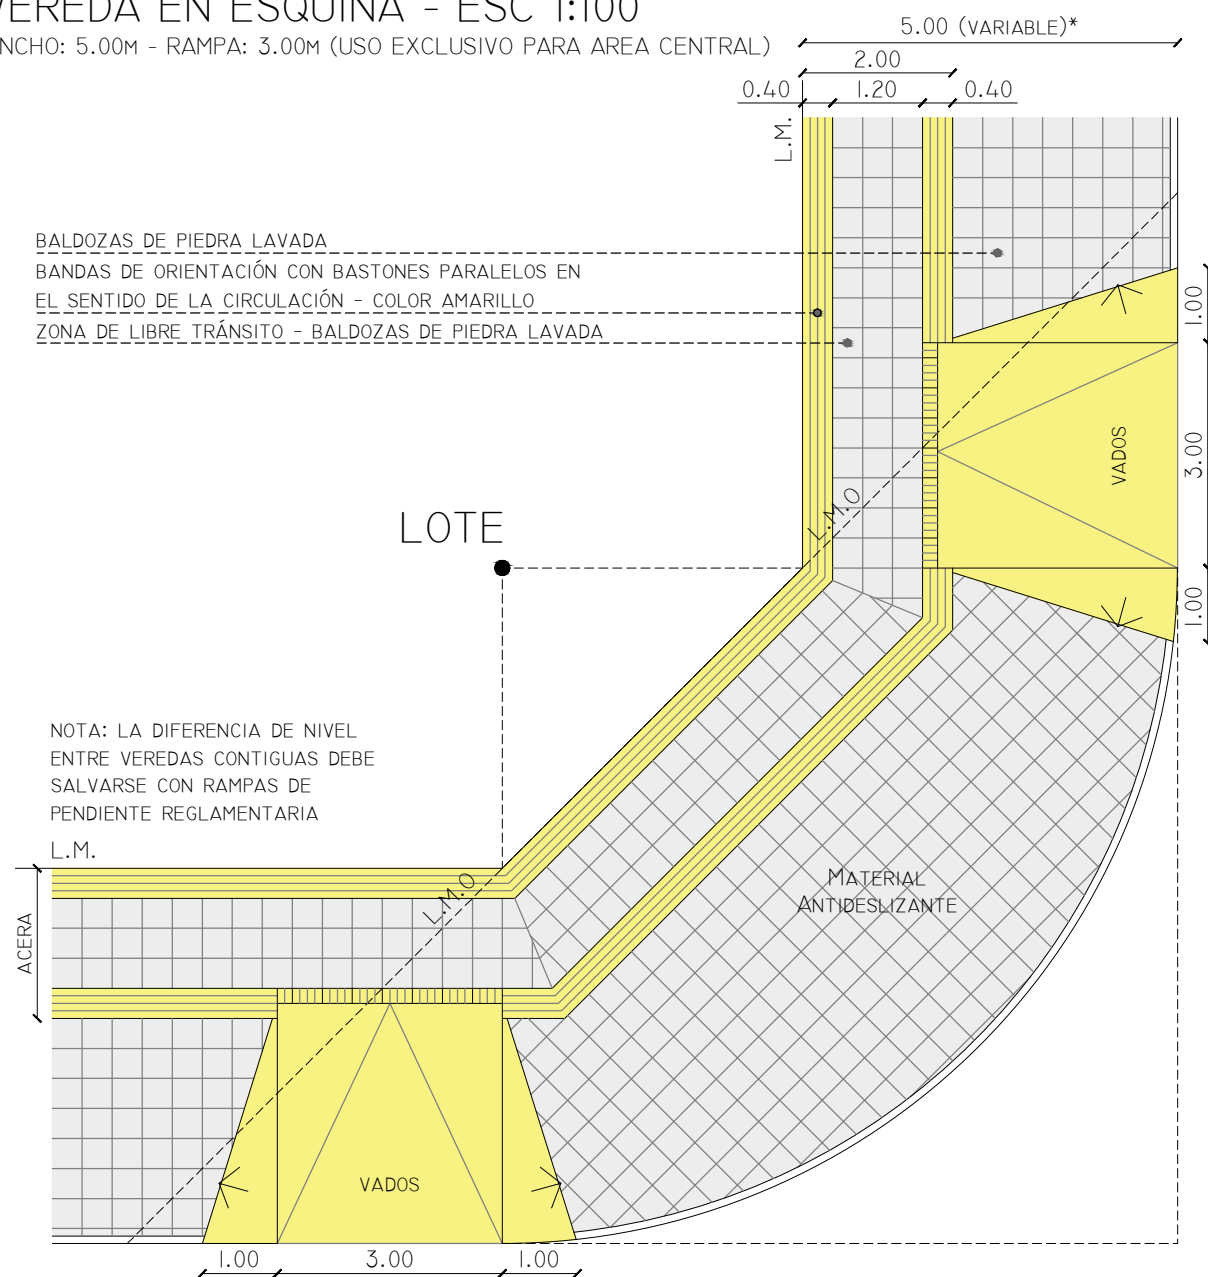 VEREDA EN ESQUINA - ESC 1:100
NCHO: 5.00M - RAMPA: 3.00M (USO EXCLUSIVO PARA AREA CENTRAL)
5.00 (VARIABLE)*
2.00
0.40
1.20
0.40
L.M.
BALDOZAS DE PIEDRA LAVADA
BANDAS DE ORIENTACIÓN CON BASTONES PARALELOS EN
EL SENTIDO DE LA CIRCULACIÓN - COLOR AMARILLO
ZONA DE LIBRE TRÁNSITO - BALDOZAS DE PIEDRA LAVADA
1.00
VADOS
3.00
L.M.O
LOTE
1.00
NOTA: LA DIFERENCIA DE NIVEL
ENTRE VEREDAS CONTIGUAS DEBE
SALVARSE CON RAMPAS DE
PENDIENTE REGLAMENTARIA
L.M.
L.M.O
MATERIAL
ANTIDESLIZANTE
ACERA
VADOS
1.00
3.00
1.00